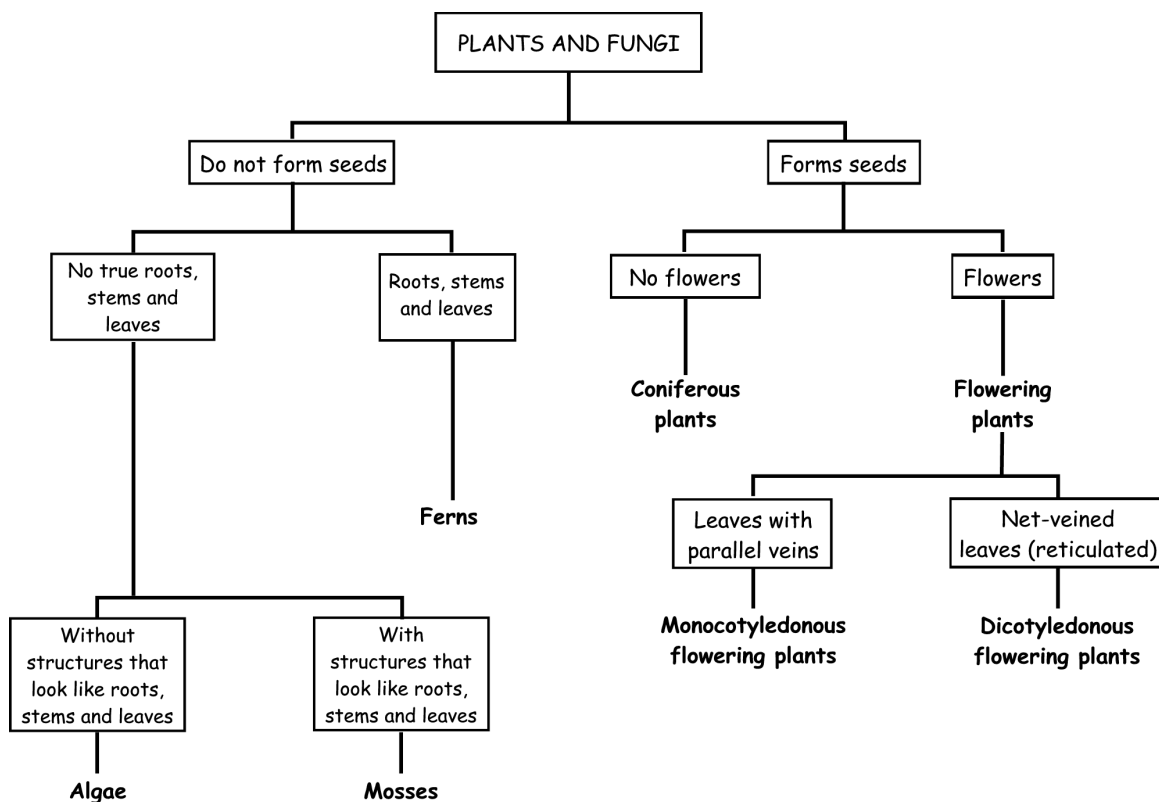 PLANTS AND FUNGI
Do not form seeds
Forms seeds
No true roots,
stems and
leaves
Roots, stems
and leaves
No flowers
Flowers
Coniferous
plants
Flowering
plants
Ferns
Leaves with
parallel veins
Net-veined
leaves (reticulated)
Monocotyledonous
flowering plants
Dicotyledonous
flowering plants
Without
structures that
look like roots,
stems and leaves
With
structures that
look like roots,
stems and leaves
Algae
Mosses